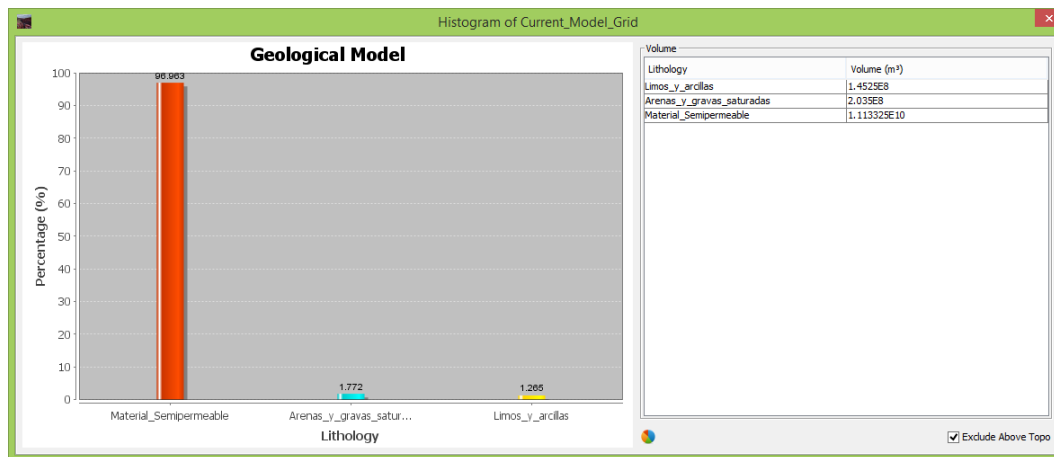 Histogram of Current_Model_Grid
Geological Model
Percentage (%)
100
90
80
70
60
50
40
30
20
10
0
96.963
1.772
1.265
Material_Semipermeable
Arenas_y_gravas_satur...
Limos_y_arcillas
Lithology
Volume
Lithology Volume (m³)
Limos_y_arcillas 1.4525E8
Arenas_y_gravas_saturadas 2.035E8
Material_Semipermeable 1.113325E10
Exclude Above Topo